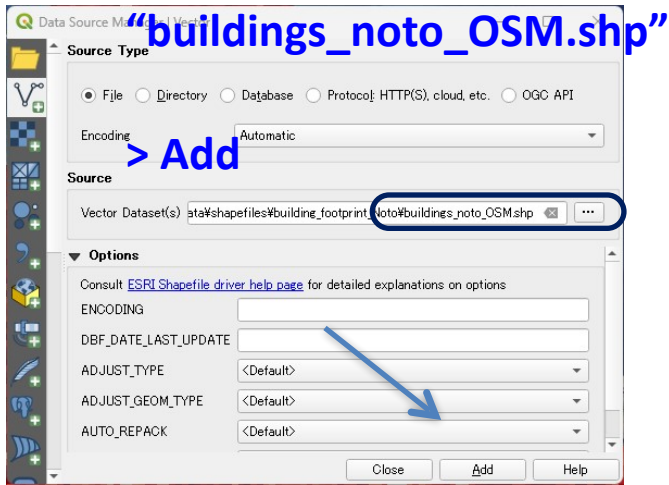 Data Source Manager | Vector
“buildings_noto_OSM.shp”
Source Type
File Directory Database Protocol: HTTP(S), cloud, etc. OGC API
Encoding Automatic
> Add
Source
Vector Dataset(s) ata¥shapefiles¥building_footprint_Noto¥buildings_noto_OSM.shp ...
Options
Consult ESRI Shapefile driver help page for detailed explanations on options
ENCODING
DBF_DATE_LAST_UPDATE
ADJUST_TYPE <Default>
ADJUST_GEOM_TYPE <Default>
AUTO_REPACK <Default>
Close Add Help